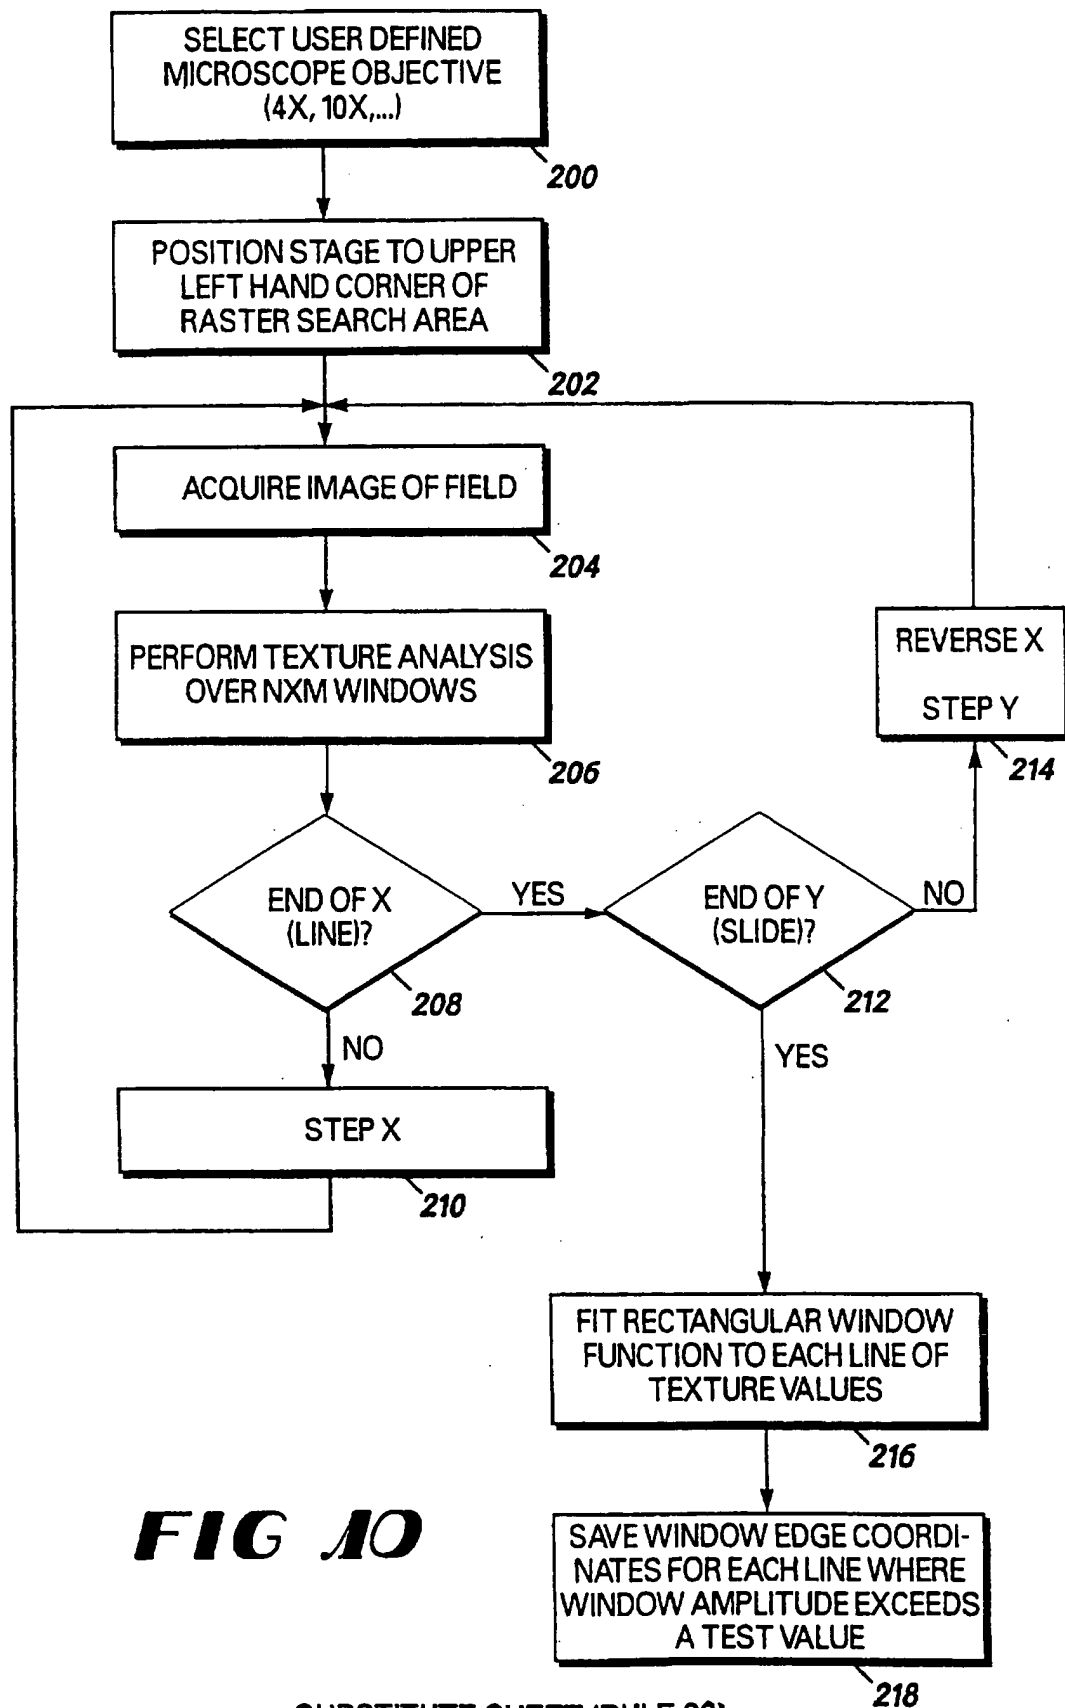 SELECT USER DEFINED
MICROSCOPE OBJECTIVE
(4X, 10X,...)
200
POSITION STAGE TO UPPER
LEFT HAND CORNER OF
RASTER SEARCH AREA
202
ACQUIRE IMAGE OF FIELD
204
PERFORM TEXTURE ANALYSIS
OVER NXM WINDOWS
206
REVERSE X
STEP Y
214
END OF X
(LINE)?
208
YES
END OF Y
(SLIDE)?
212
NO
NO
YES
STEP X
210
FIT RECTANGULAR WINDOW
FUNCTION TO EACH LINE OF
TEXTURE VALUES
216
FIG 10
SAVE WINDOW EDGE COORDI-
NATES FOR EACH LINE WHERE
WINDOW AMPLITUDE EXCEEDS
A TEST VALUE
218